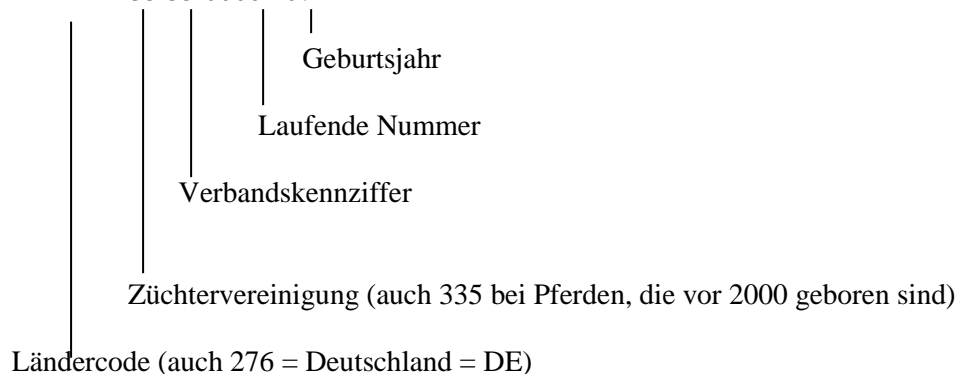 Geburtsjahr
Laufende Nummer
Verbandskennziffer
Züchtervereinigung (auch 335 bei Pferden, die vor 2000 geboren sind)
Ländercode (auch 276 = Deutschland = DE)